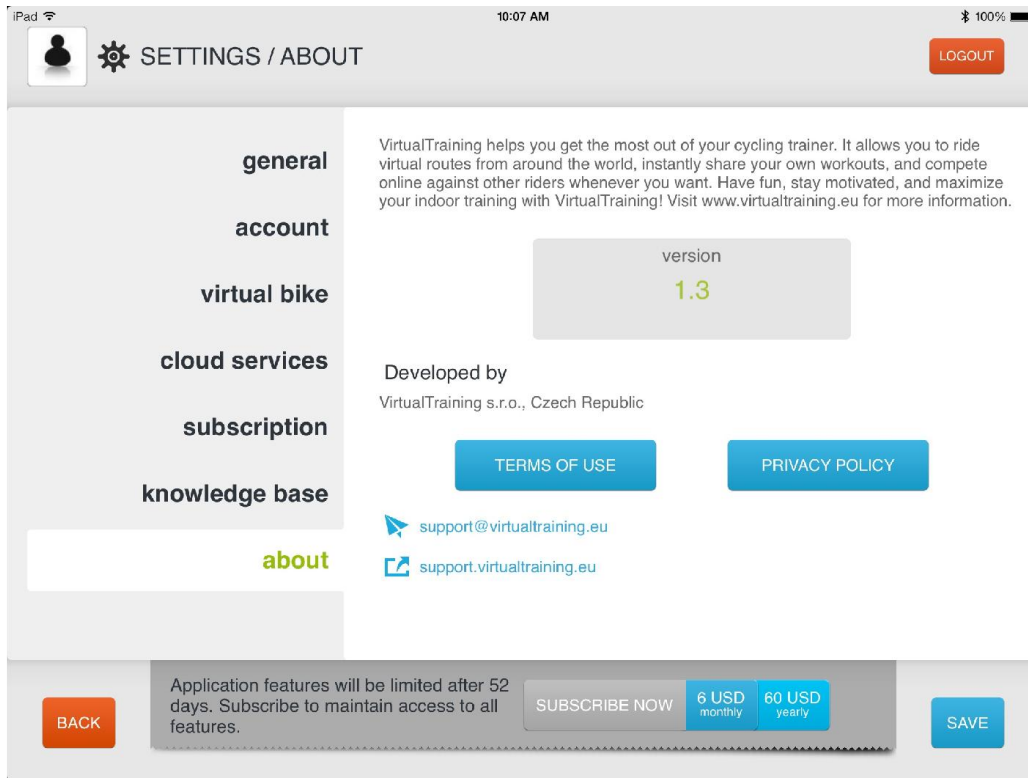 iPad 10:07 AM 100%
SETTINGS / ABOUT
LOGOUT
general
account
virtual bike
cloud services
subscription
knowledge base
about
VirtualTraining helps you get the most out of your cycling trainer. It allows you to ride
virtual routes from around the world, instantly share your own workouts, and compete
online against other riders whenever you want. Have fun, stay motivated, and maximize
your indoor training with VirtualTraining! Visit www.virtualtraining.eu for more information.
version
1.3
Developed by
VirtualTraining s.r.o., Czech Republic
TERMS OF USE
PRIVACY POLICY
support@virtualtraining.eu
support.virtualtraining.eu
BACK
Application features will be limited after 52
days. Subscribe to maintain access to all
features.
SUBSCRIBE NOW
6 USD
monthly
60 USD
yearly
SAVE